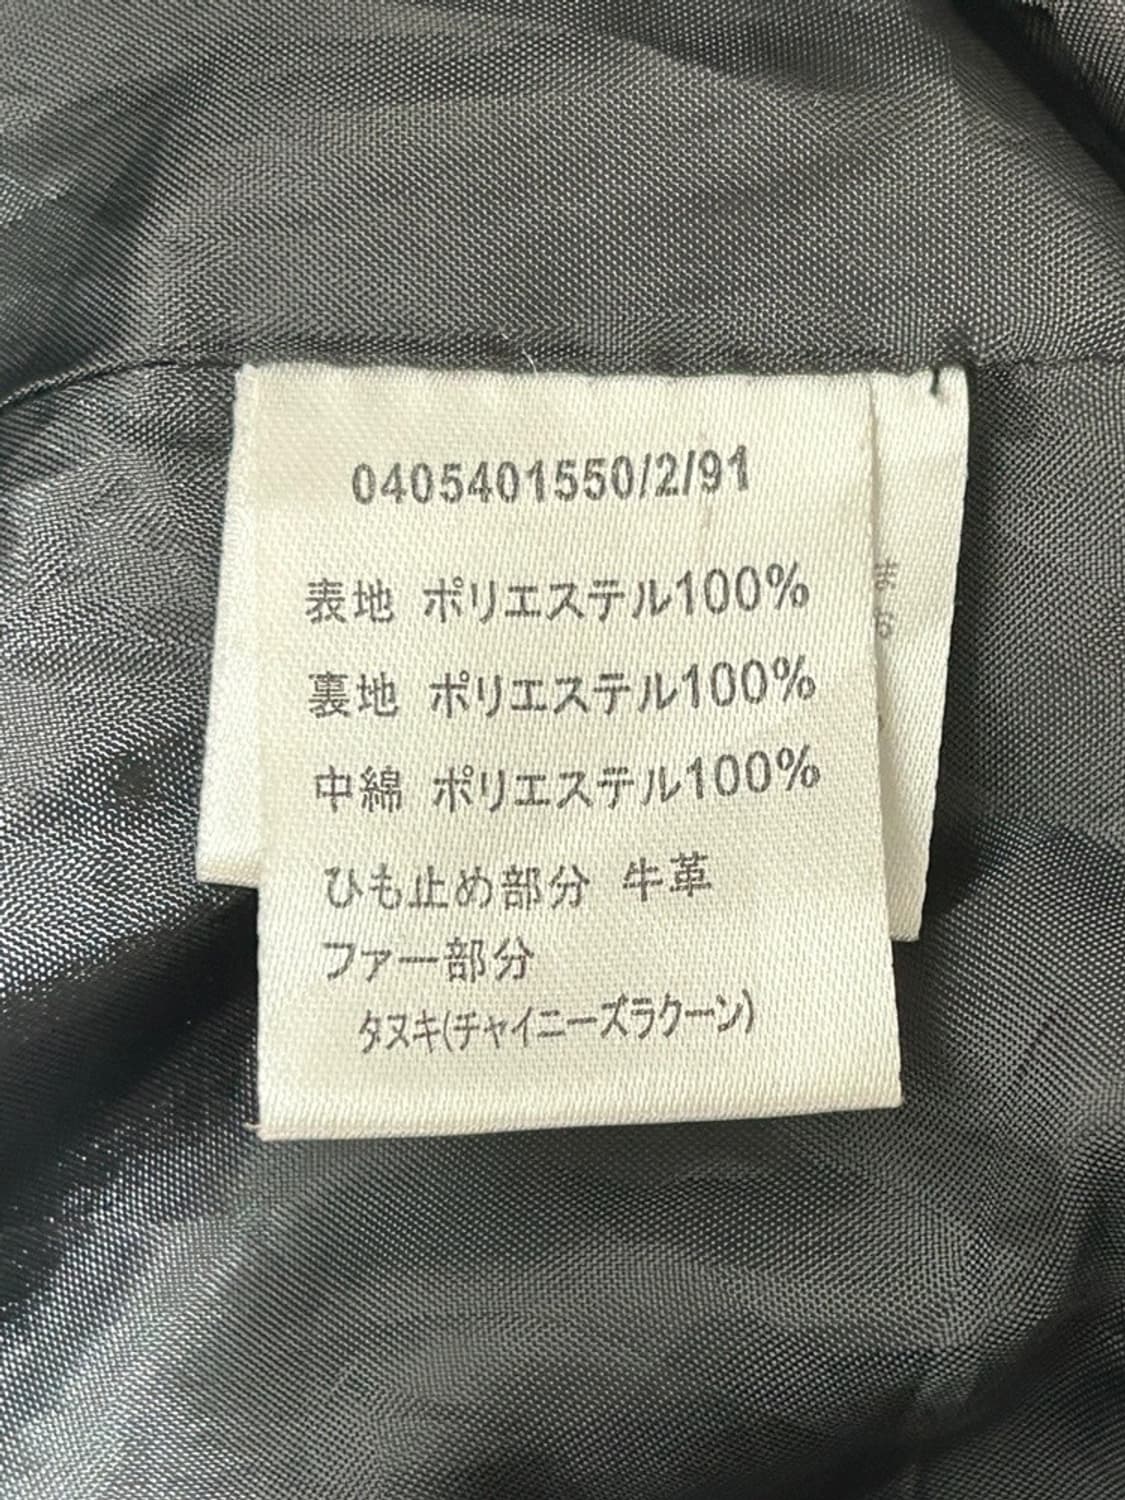 0405401550/2/91
表地 ポリエステル100%
裏地 ポリエステル100%
中綿 ポリエステル100%
ひも止め部分 牛革
ファー部分
タヌキ(チャイニーズラクーン)